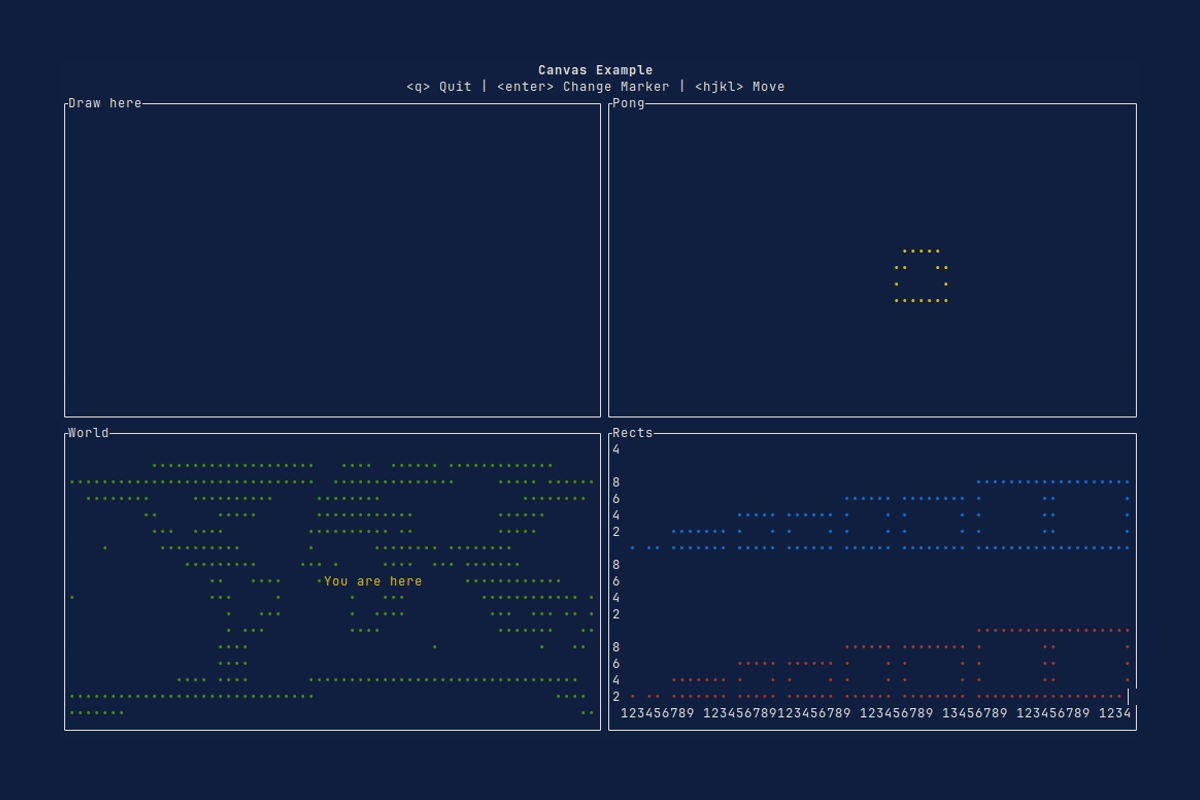 Canvas Example
<q> Quit | <enter> Change Marker | <hjkl> Move
Draw here
Pong
World
You are here
Rects
4
8
6
4
2
8
6
4
2
8
6
4
2
123456789 123456789123456789 123456789 13456789 123456789 1234